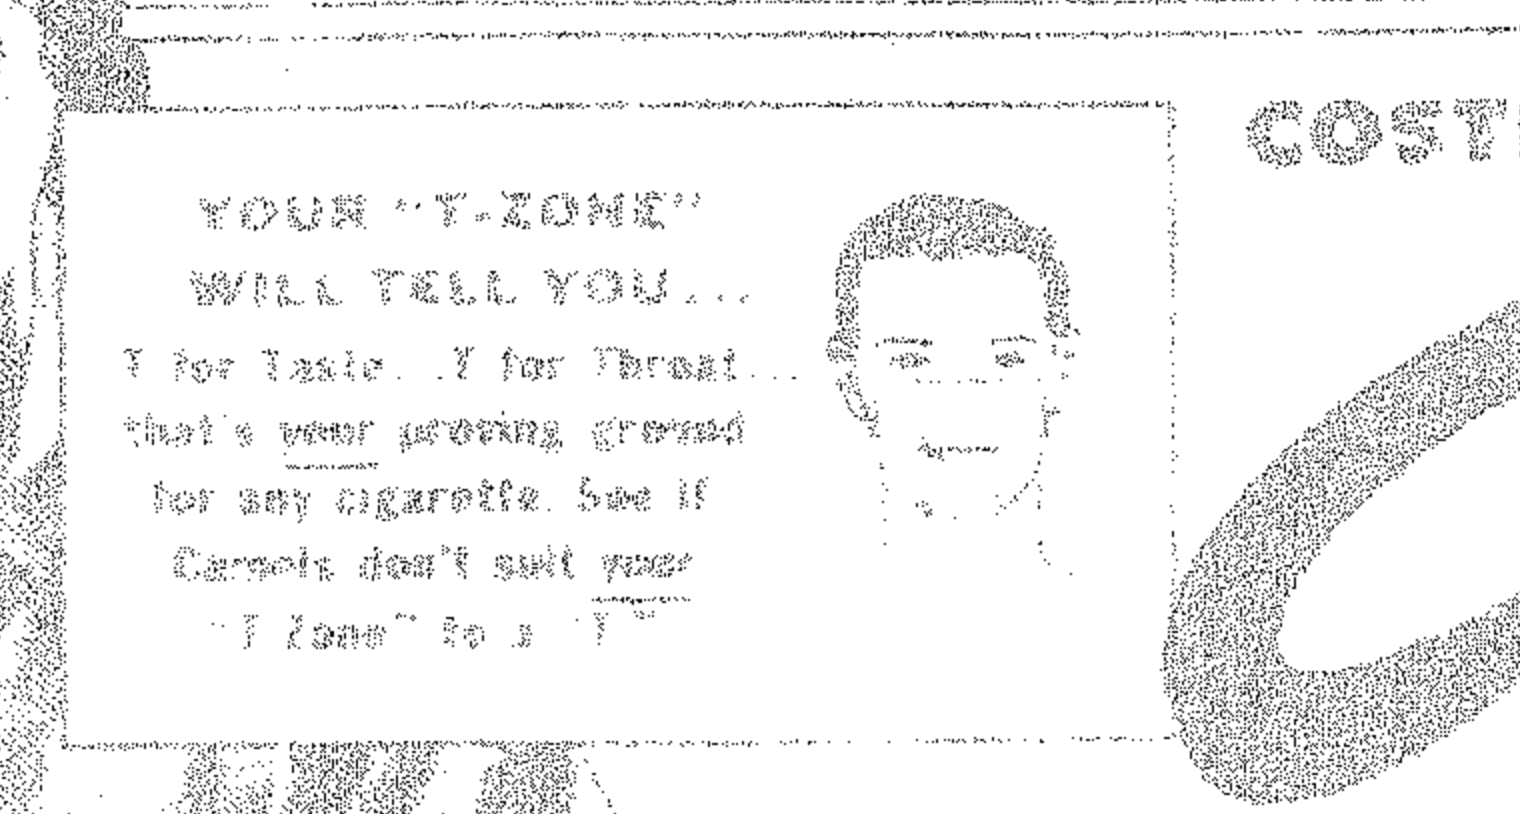 YOUR "T-ZONE"
WILL TELL YOU...
T for Taste...T for Throat...
that's your proving ground
for any cigarette. See if
Camels don't suit your
"T-Zone" to a "T"
COST